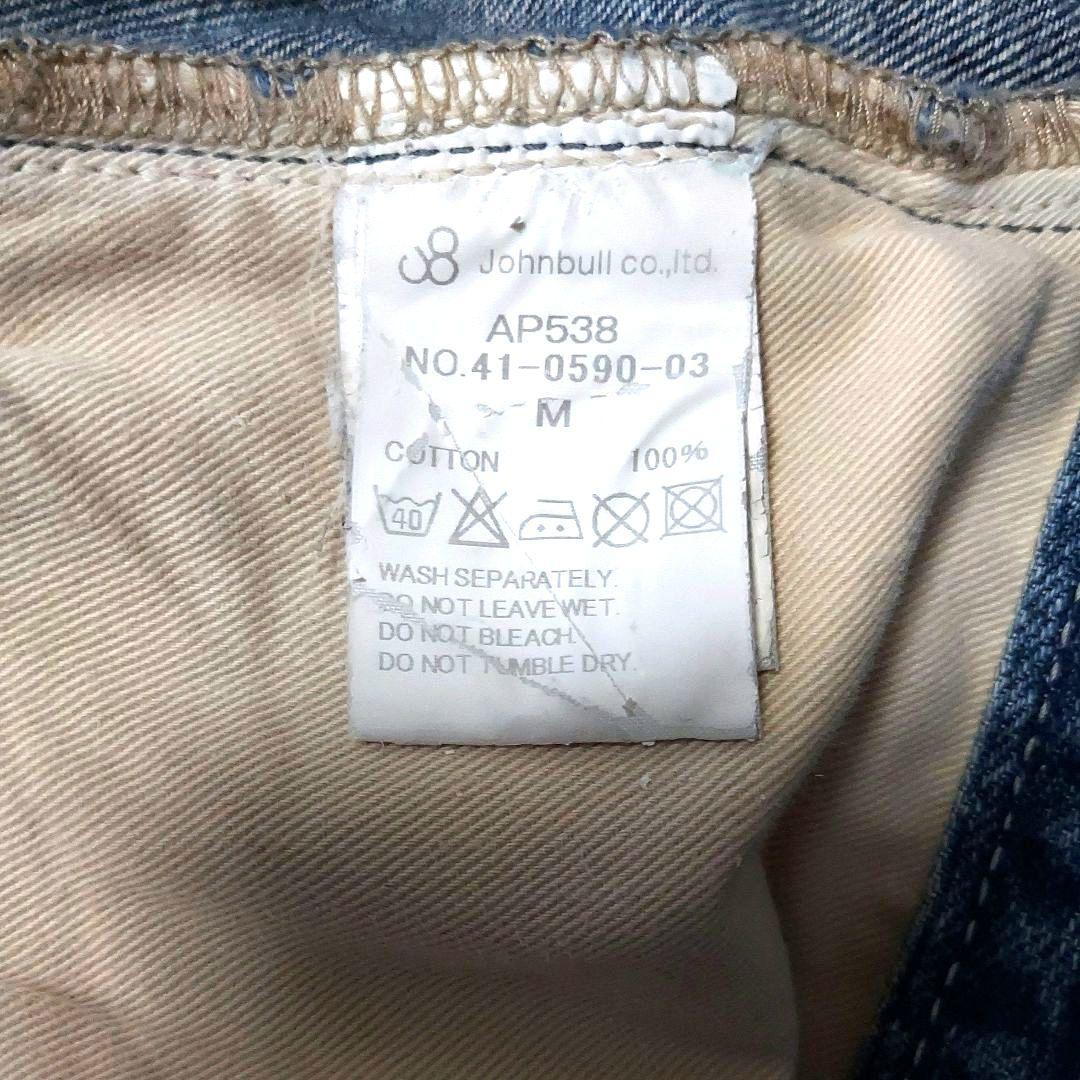 Johnbull co.,ltd.
AP538
NO.41-0590-03
M
COTTON 100%
40
WASH SEPARATELY.
DO NOT LEAVE WET.
DO NOT BLEACH.
DO NOT TUMBLE DRY.